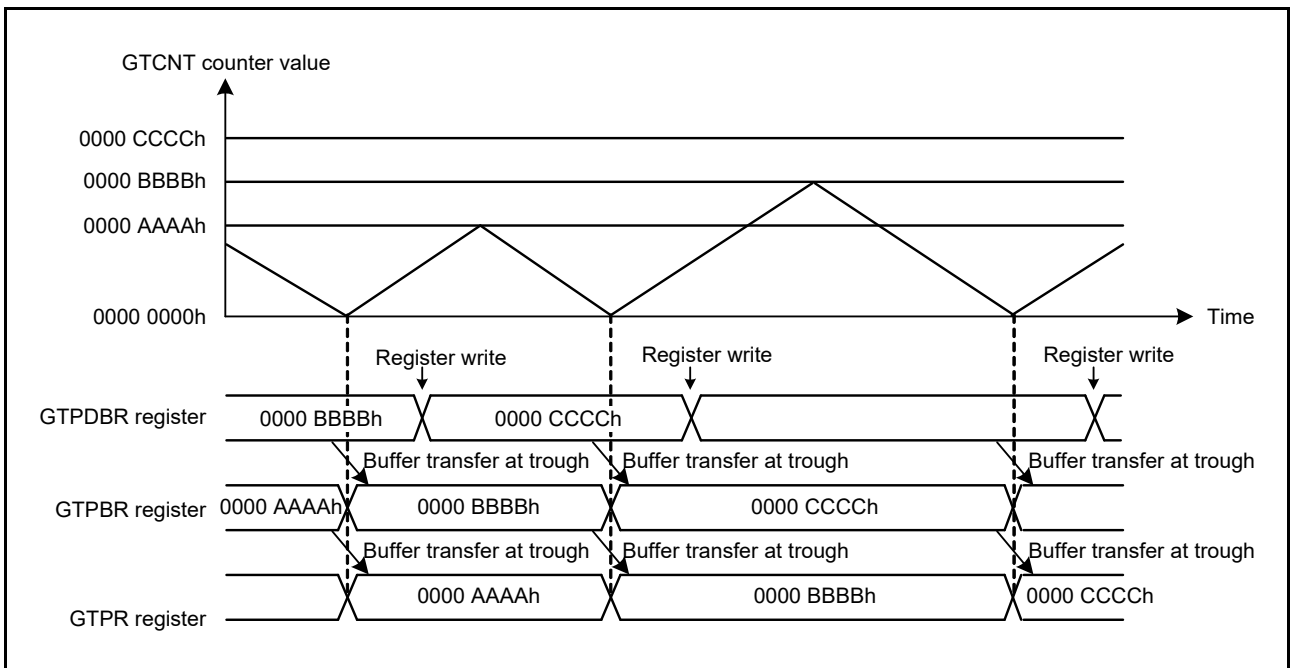 GTCNT counter value
0000 CCCCh
0000 BBBBh
0000 AAAAh
0000 0000h
Time
Register write
Register write
Register write
GTPDBR register
0000 BBBBh
0000 CCCCh
Buffer transfer at trough
Buffer transfer at trough
Buffer transfer at trough
GTPBR register
0000 AAAAh
0000 BBBBh
0000 CCCCh
Buffer transfer at trough
Buffer transfer at trough
Buffer transfer at trough
GTPR register
0000 AAAAh
0000 BBBBh
0000 CCCCh